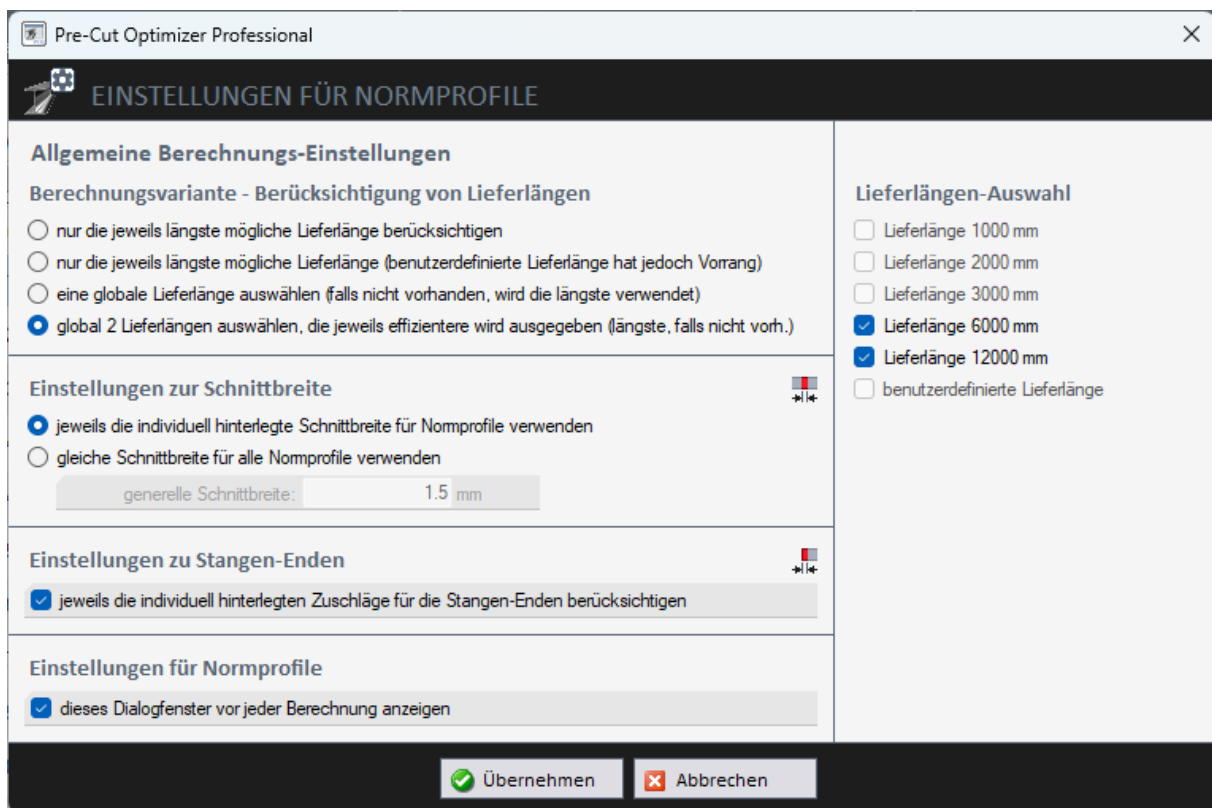 Pre-Cut Optimizer Professional
EINSTELLUNGEN FÜR NORMPROFILE
Allgemeine Berechnungs-Einstellungen
Berechnungsvariante - Berücksichtigung von Lieferlängen
nur die jeweils längste mögliche Lieferlänge berücksichtigen
nur die jeweils längste mögliche Lieferlänge (benutzerdefinierte Lieferlänge hat jedoch Vorrang)
eine globale Lieferlänge auswählen (falls nicht vorhanden, wird die längste verwendet)
global 2 Lieferlängen auswählen, die jeweils effizientere wird ausgegeben (längste, falls nicht vorh.)
Einstellungen zur Schnittbreite
jeweils die individuell hinterlegte Schnittbreite für Normprofile verwenden
gleiche Schnittbreite für alle Normprofile verwenden
generelle Schnittbreite: 1.5 mm
Einstellungen zu Stangen-Enden
jeweils die individuell hinterlegten Zuschläge für die Stangen-Enden berücksichtigen
Einstellungen für Normprofile
dieses Dialogfenster vor jeder Berechnung anzeigen
Lieferlängen-Auswahl
Lieferlänge 1000 mm
Lieferlänge 2000 mm
Lieferlänge 3000 mm
Lieferlänge 6000 mm
Lieferlänge 12000 mm
benutzerdefinierte Lieferlänge
Übernehmen
Abbrechen